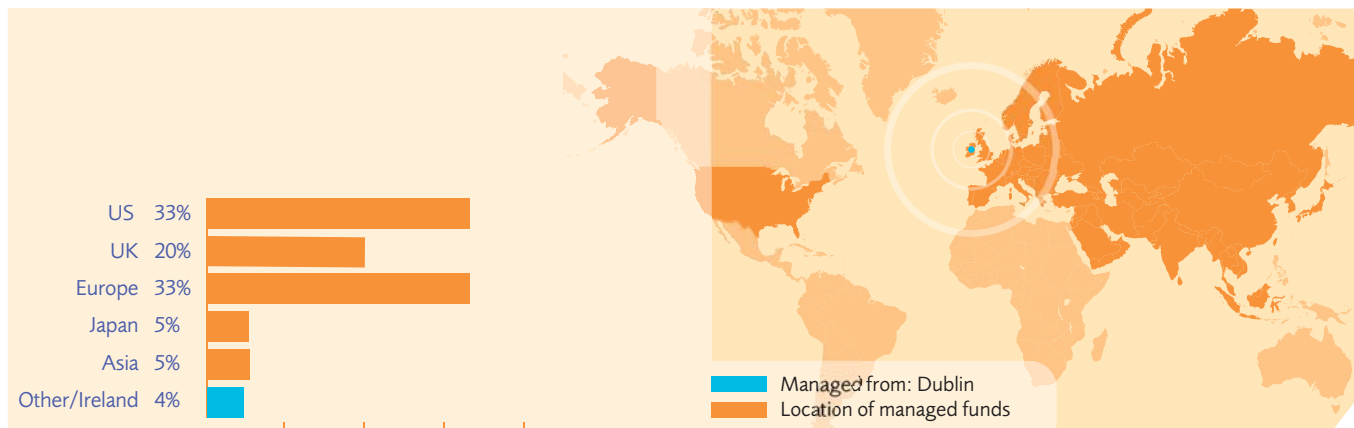 US 33%
UK 20%
Europe 33%
Japan 5%
Asia 5%
Other/Ireland 4%
Managed from: Dublin
Location of managed funds